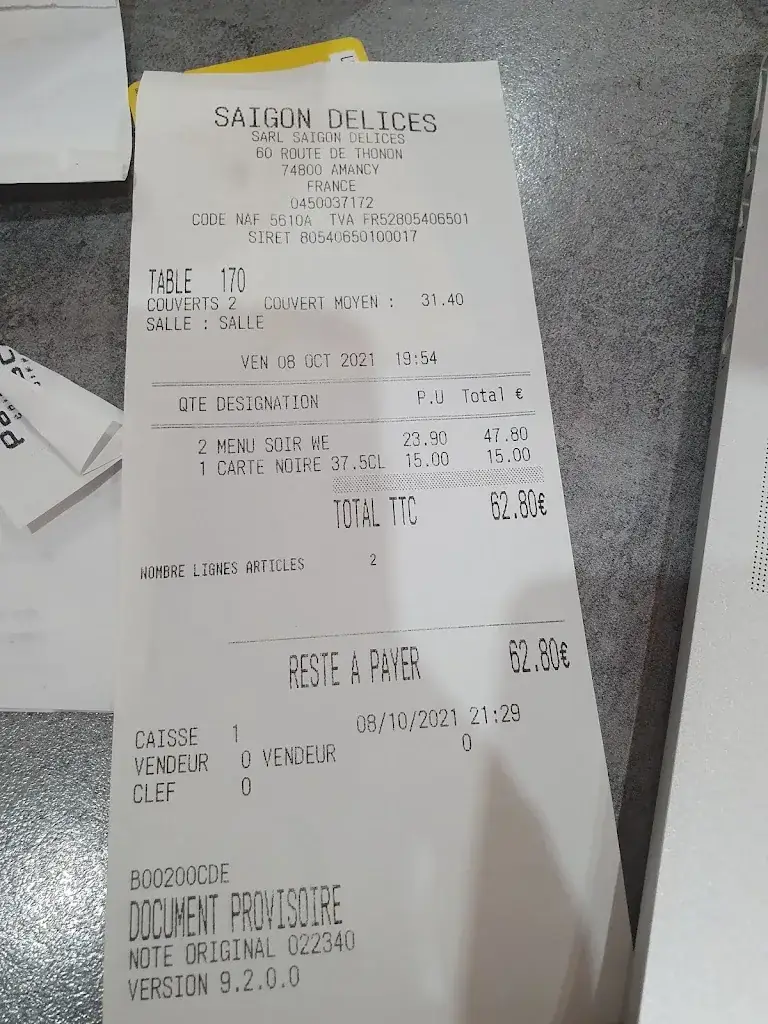 SAIGON DELICES
SARL SAIGON DELICES
60 ROUTE DE THONON
74800 AMANCY
FRANCE
0450037172
CODE NAF 5610A TVA FR52805406501
SIRET 80540650100017
TABLE 170
COUVERTS 2 COUVERT MOYEN : 31.40
SALLE : SALLE
VEN 08 OCT 2021 19:54
QTE DESIGNATION P.U Total €
2 MENU SOIR WE 23.90 47.80
1 CARTE NOIRE 37.5CL 15.00 15.00
TOTAL TTC 62.80€
NOMBRE LIGNES ARTICLES 2
RESTE A PAYER 62.80€
CAISSE 1 08/10/2021 21:29
VENDEUR 0 VENDEUR 0
CLEF 0
B00200CDE
DOCUMENT PROVISOIRE
NOTE ORIGINAL 022340
VERSION 9.2.0.0